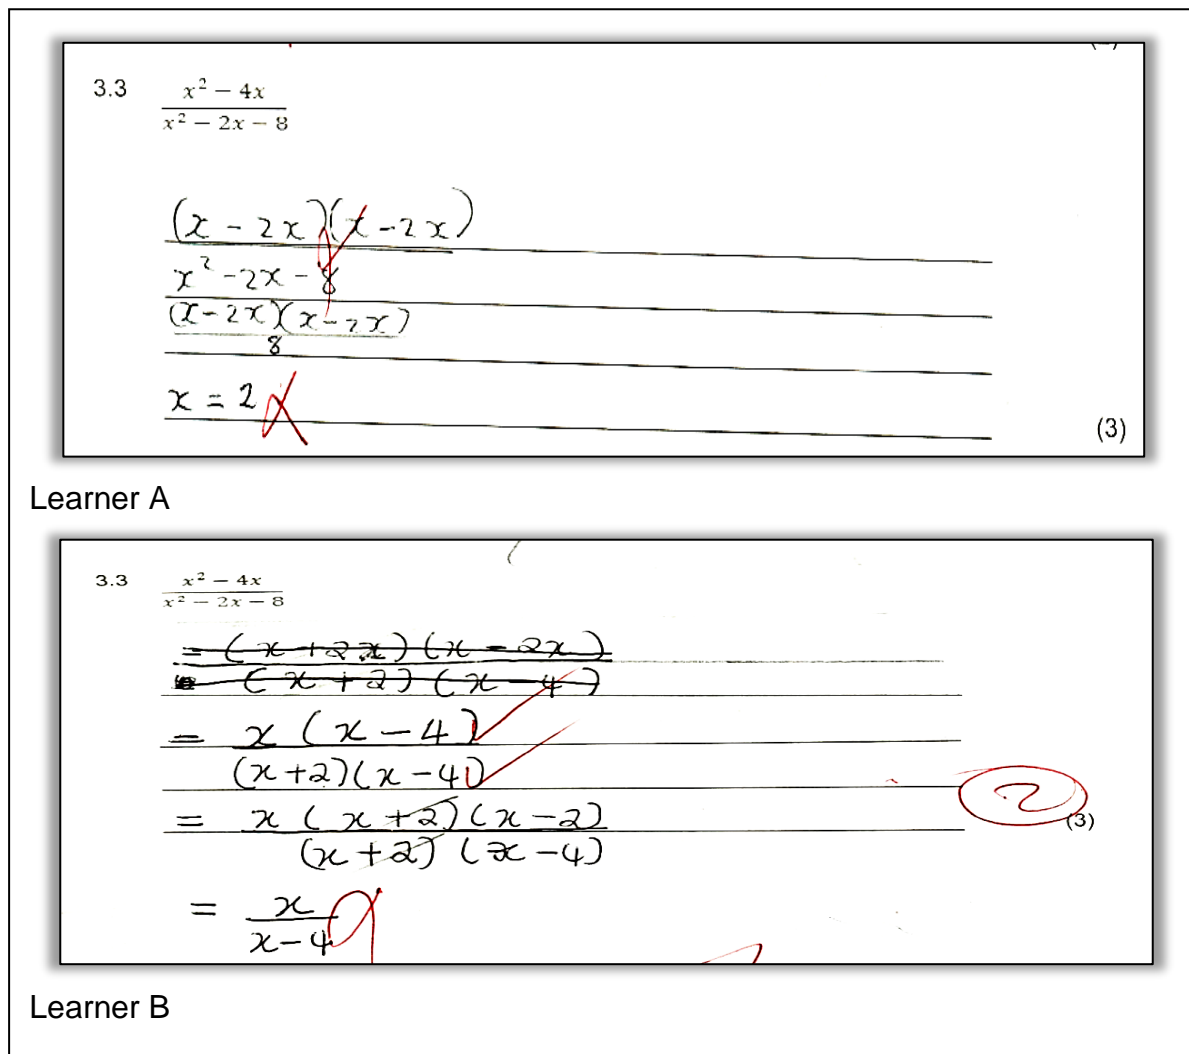 3.3 x² − 4x
x² − 2x − 8
(x − 2x)(x − 2x)
x² − 2x − 8
(x − 2x)(x − 2x)
8
x = 2
(3)
Learner A
3.3 x² − 4x
x² − 2x − 8
= (x + 2x)(x − 2x)
= (x + 2)(x − 4)
= x (x − 4)
(x + 2)(x − 4)
= x (x + 2)(x − 2)
(x + 2) (x − 4)
2
(3)
= x
x − 4
Learner B